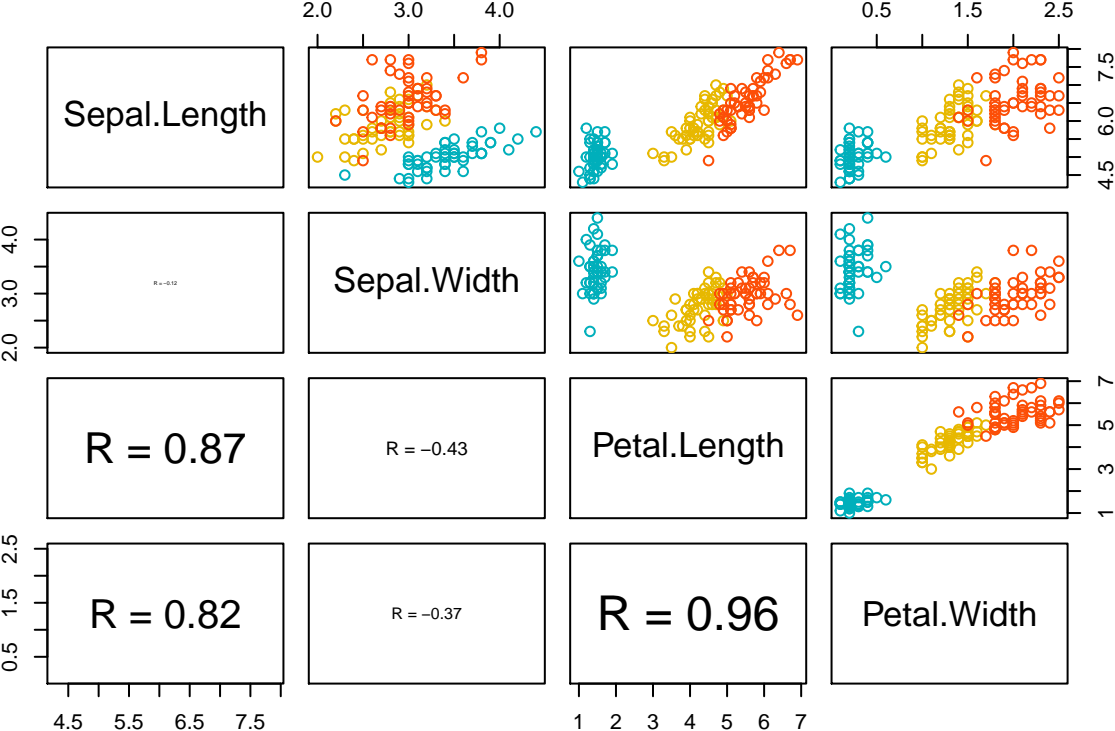 2.0 3.0 4.0
0.5 1.5 2.5
Sepal.Length
4.5 6.0 7.5
2.0 3.0 4.0
R = −0.12
Sepal.Width
R = 0.87
R = −0.43
Petal.Length
1 3 5 7
0.5 1.5 2.5
R = 0.82
R = −0.37
R = 0.96
Petal.Width
4.5 5.5 6.5 7.5
1 2 3 4 5 6 7